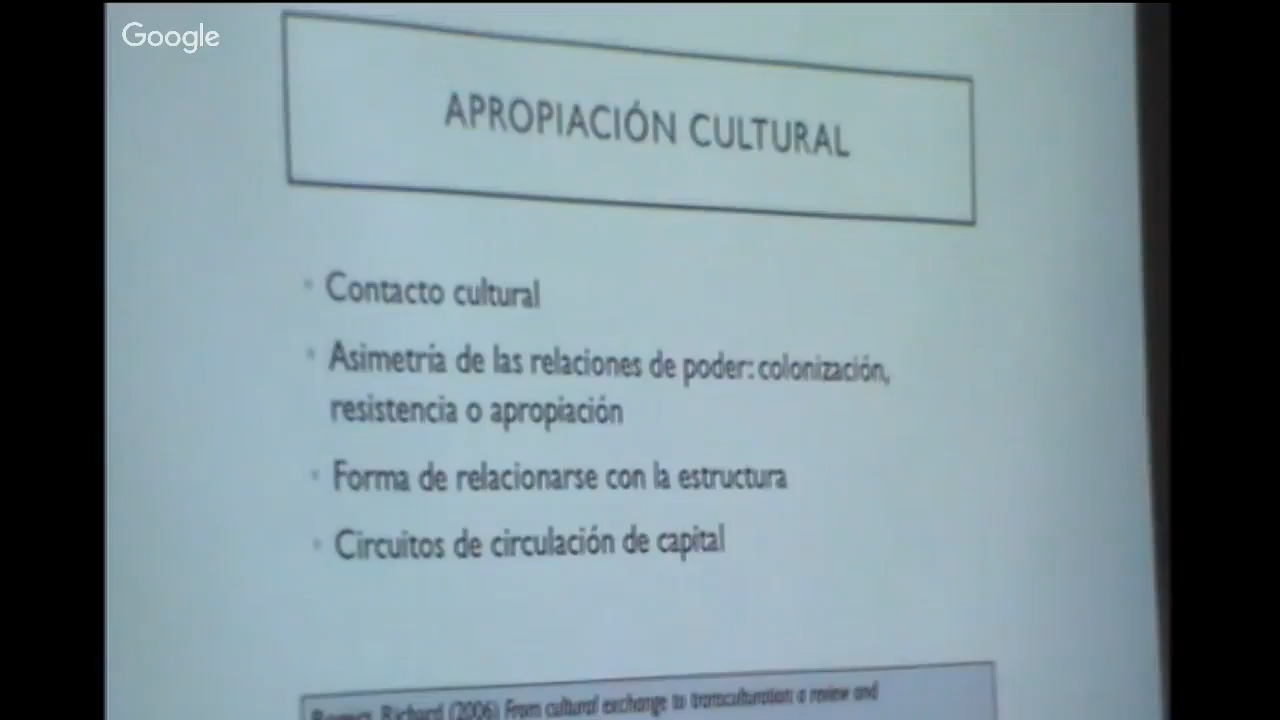 Google
APROPIACIÓN CULTURAL
• Contacto cultural
• Asimetría de las relaciones de poder: colonización,
resistencia o apropiación
• Forma de relacionarse con la estructura
• Circuitos de circulación de capital
Richard (2006) From cultural exchange to transculturation: a review and